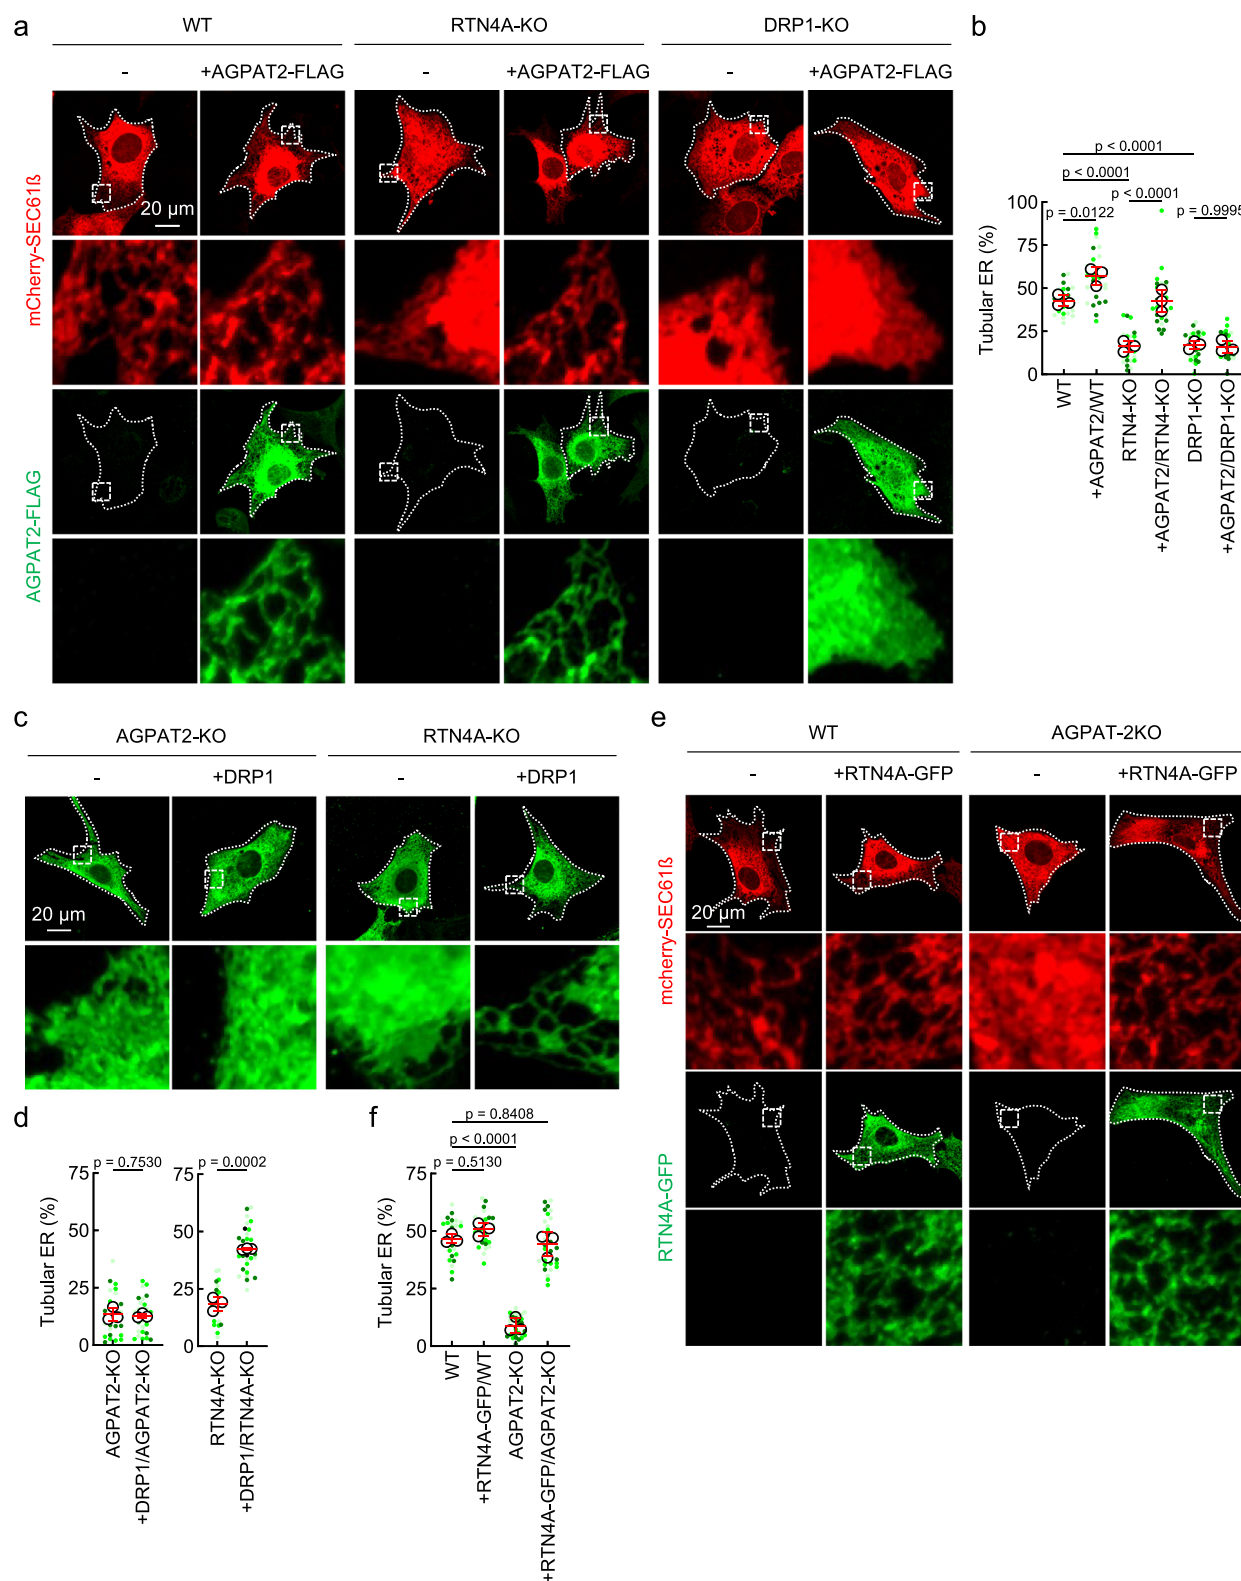 a
WT
RTN4A-KO
DRP1-KO
-
+AGPAT2-FLAG
-
+AGPAT2-FLAG
-
+AGPAT2-FLAG
mCherry-SEC61ß
20 µm
AGPAT2-FLAG
b
p < 0.0001
p < 0.0001
p < 0.0001
p = 0.0122
p = 0.9995
Tubular ER (%)
100
75
50
25
0
WT
+AGPAT2/WT
RTN4-KO
+AGPAT2/RTN4-KO
DRP1-KO
+AGPAT2/DRP1-KO
c
AGPAT2-KO
RTN4A-KO
-
+DRP1
-
+DRP1
20 µm
d
p = 0.7530
p = 0.0002
Tubular ER (%)
75
50
25
0
75
50
25
0
AGPAT2-KO
+DRP1/AGPAT2-KO
RTN4A-KO
+DRP1/RTN4A-KO
e
WT
AGPAT-2KO
-
+RTN4A-GFP
-
+RTN4A-GFP
mcherry-SEC61ß
20 µm
RTN4A-GFP
f
p = 0.8408
p < 0.0001
p = 0.5130
Tubular ER (%)
75
50
25
0
WT
+RTN4A-GFP/WT
AGPAT2-KO
+RTN4A-GFP/AGPAT2-KO